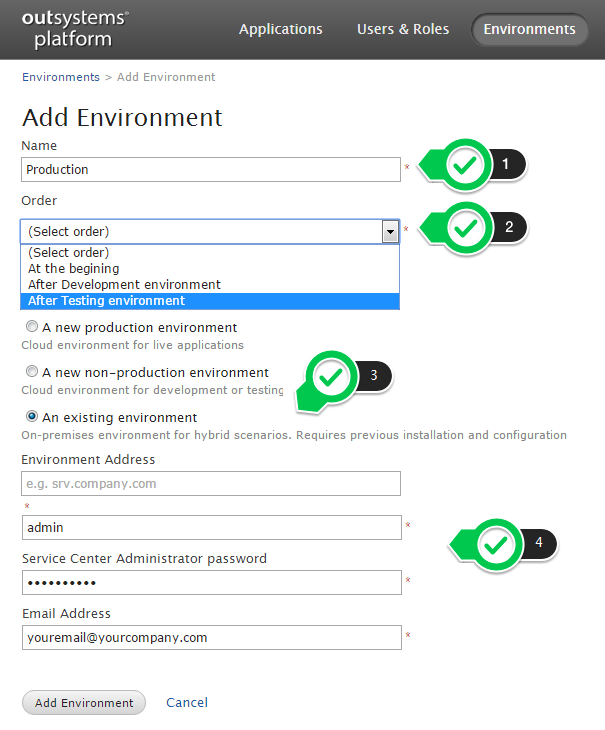 outsystems®
platform
Applications
Users & Roles
Environments
Environments > Add Environment
Add Environment
Name
Production
*
1
Order
(Select order)
*
2
(Select order)
At the begining
After Development environment
After Testing environment
A new production environment
Cloud environment for live applications
A new non-production environment
Cloud environment for development or testing
3
An existing environment
On-premises environment for hybrid scenarios. Requires previous installation and configuration
Environment Address
e.g. srv.company.com
*
admin
*
4
Service Center Administrator password
••••••••••
*
Email Address
youremail@yourcompany.com
*
Add Environment
Cancel